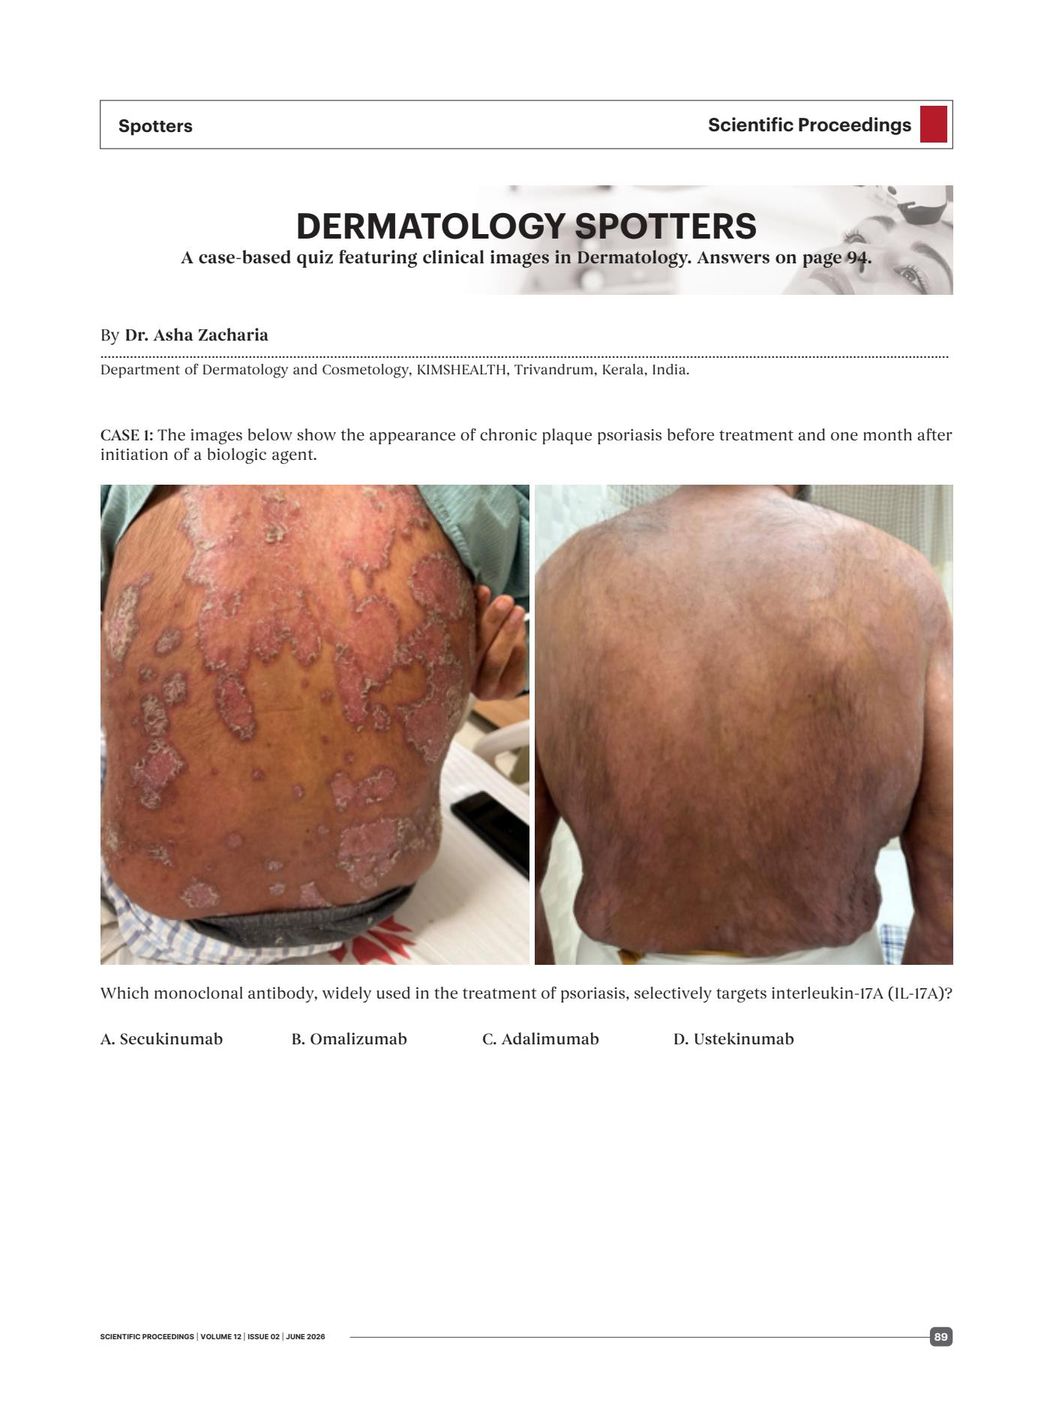 Spotters
Scientific Proceedings
DERMATOLOGY SPOTTERS
A case-based quiz featuring clinical images in Dermatology. Answers on page 94.
By Dr. Asha Zacharia
Department of Dermatology and Cosmetology, KIMSHEALTH, Trivandrum, Kerala, India.
CASE 1: The images below show the appearance of chronic plaque psoriasis before treatment and one month after
initiation of a biologic agent.
Which monoclonal antibody, widely used in the treatment of psoriasis, selectively targets interleukin-17A (IL-17A)?
A. Secukinumab B. Omalizumab C. Adalimumab D. Ustekinumab
SCIENTIFIC PROCEEDINGS | VOLUME 12 | ISSUE 02 | JUNE 2026
89